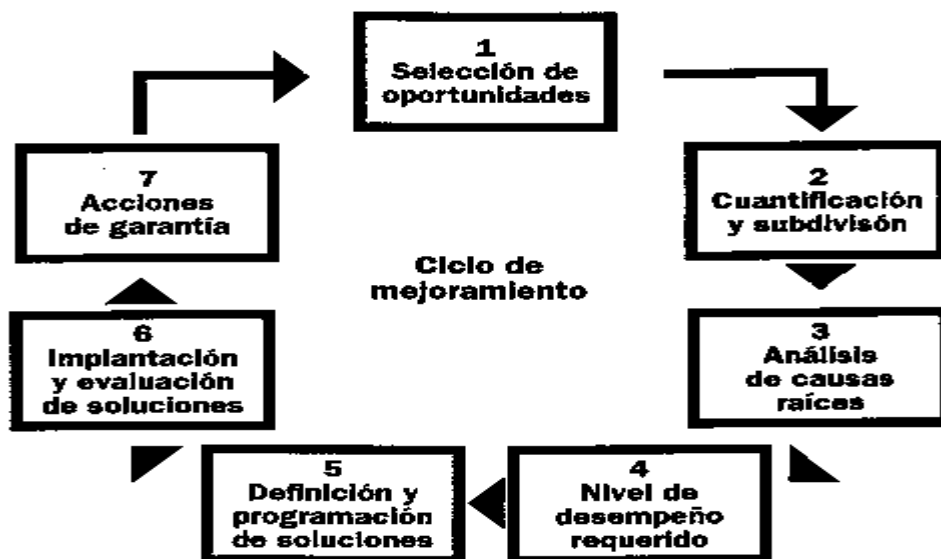 1
Selección de
oportunidades
2
Cuantificación
y subdivisón
3
Análisis
de causas
raíces
4
Nivel de
desempeño
requerido
5
Definición y
programación
de soluciones
6
Implantación
y evaluación
de soluciones
7
Acciones
de garantía
Ciclo de
mejoramiento